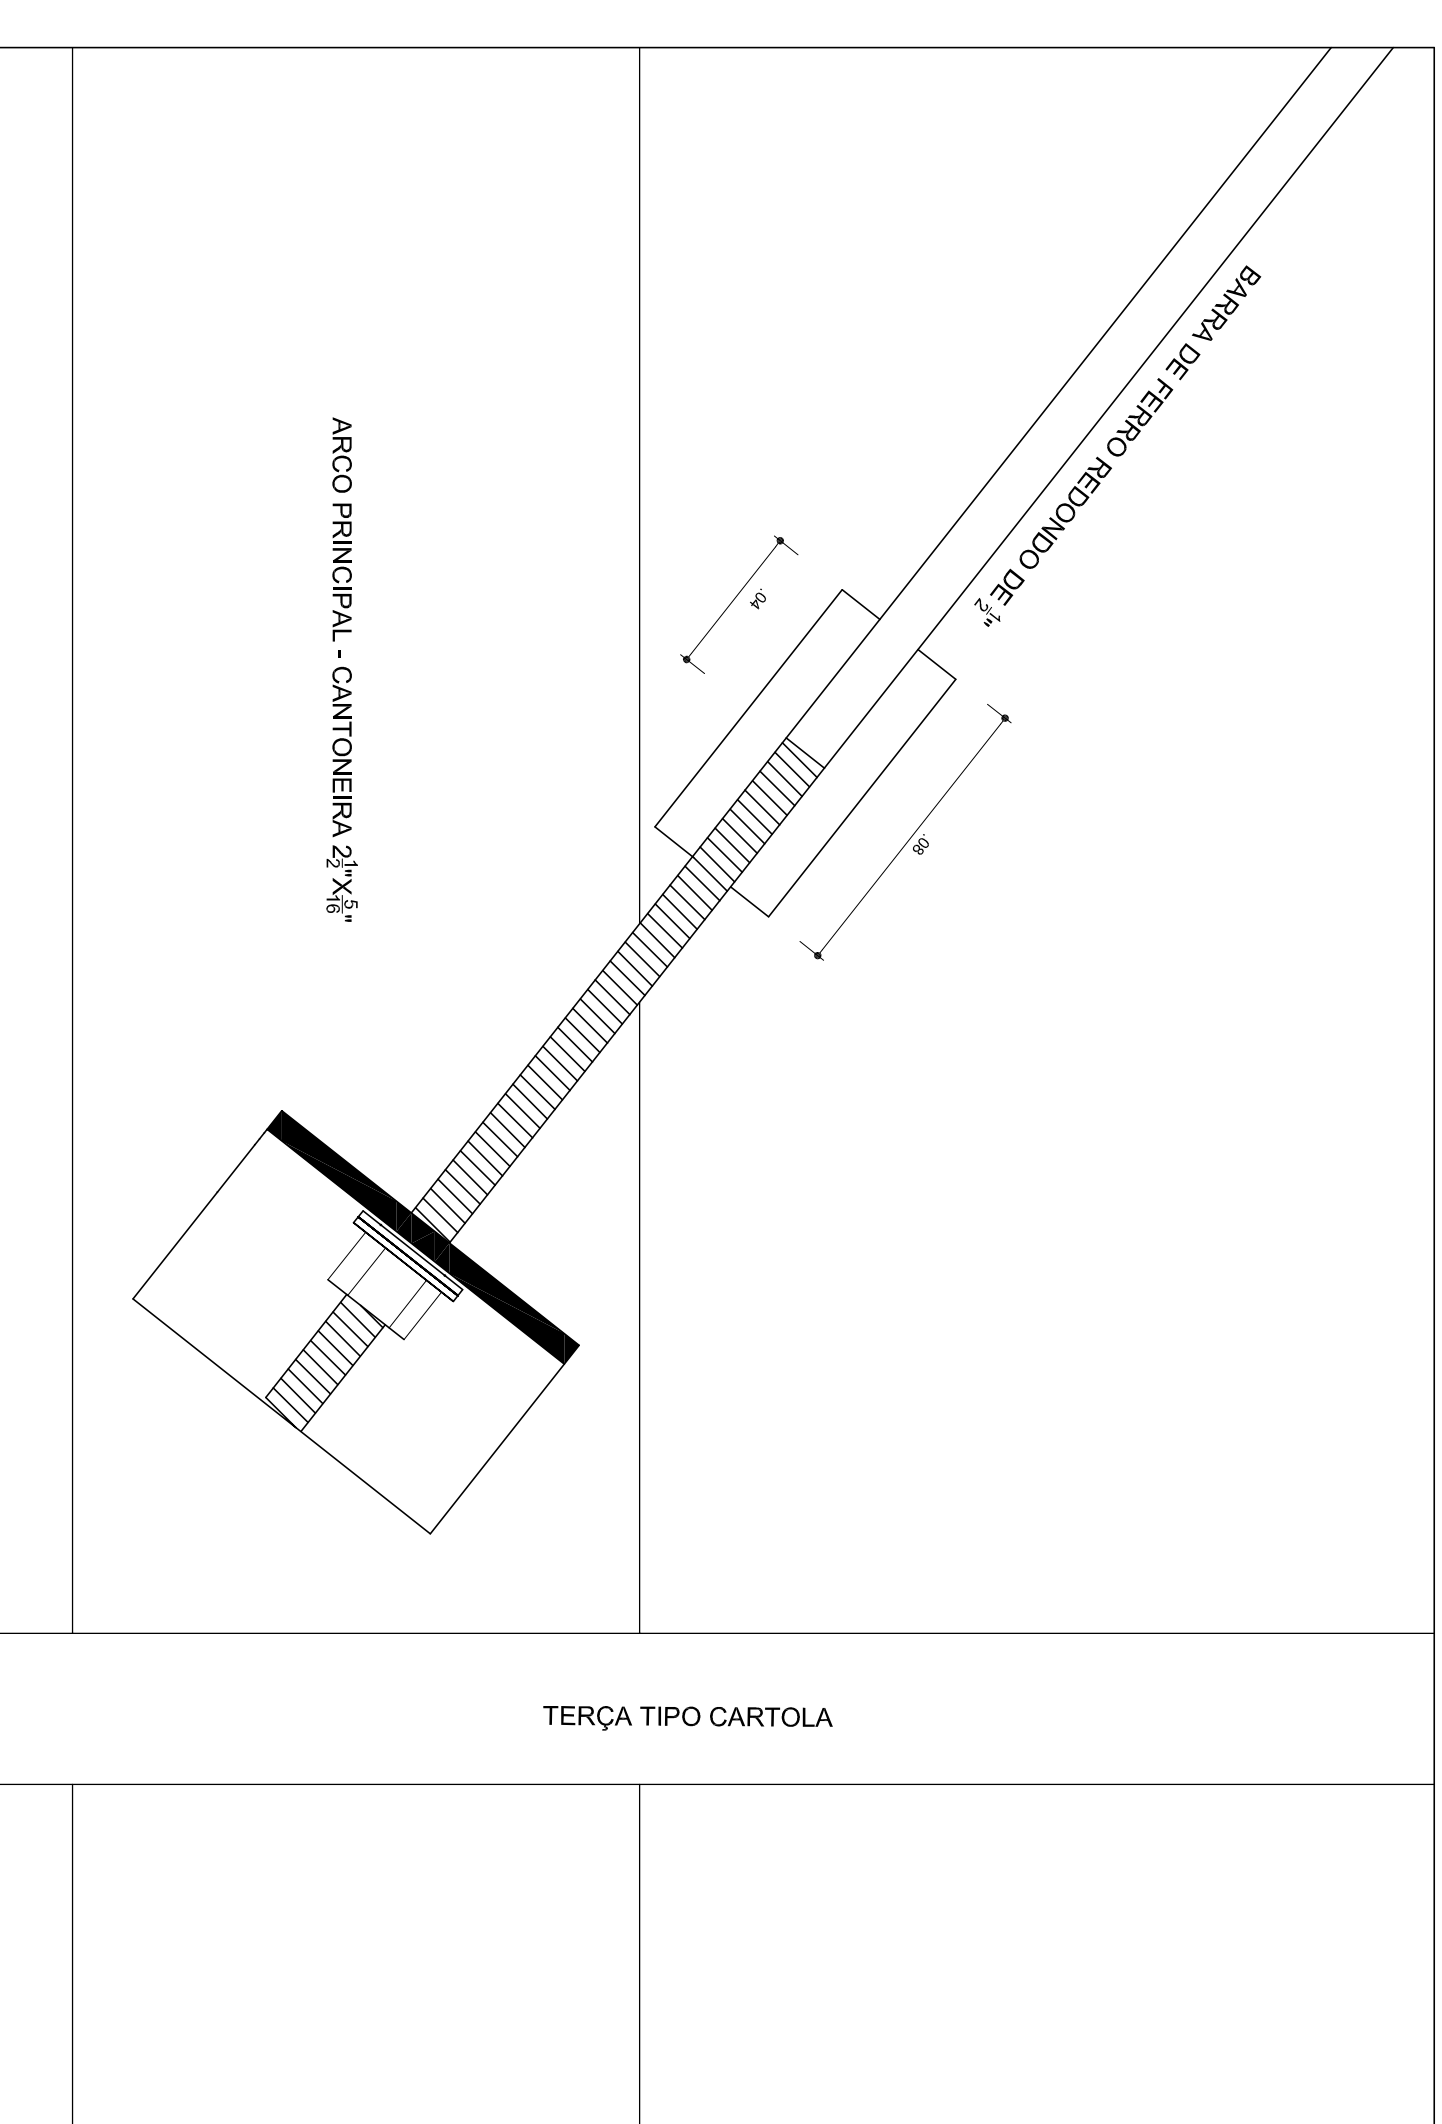 BARRA DE FERRO REDONDO DE 1/2"
ARCO PRINCIPAL - CANTONEIRA 2 1/2"X 5/16"
.04
.08
TERÇA TIPO CARTOLA